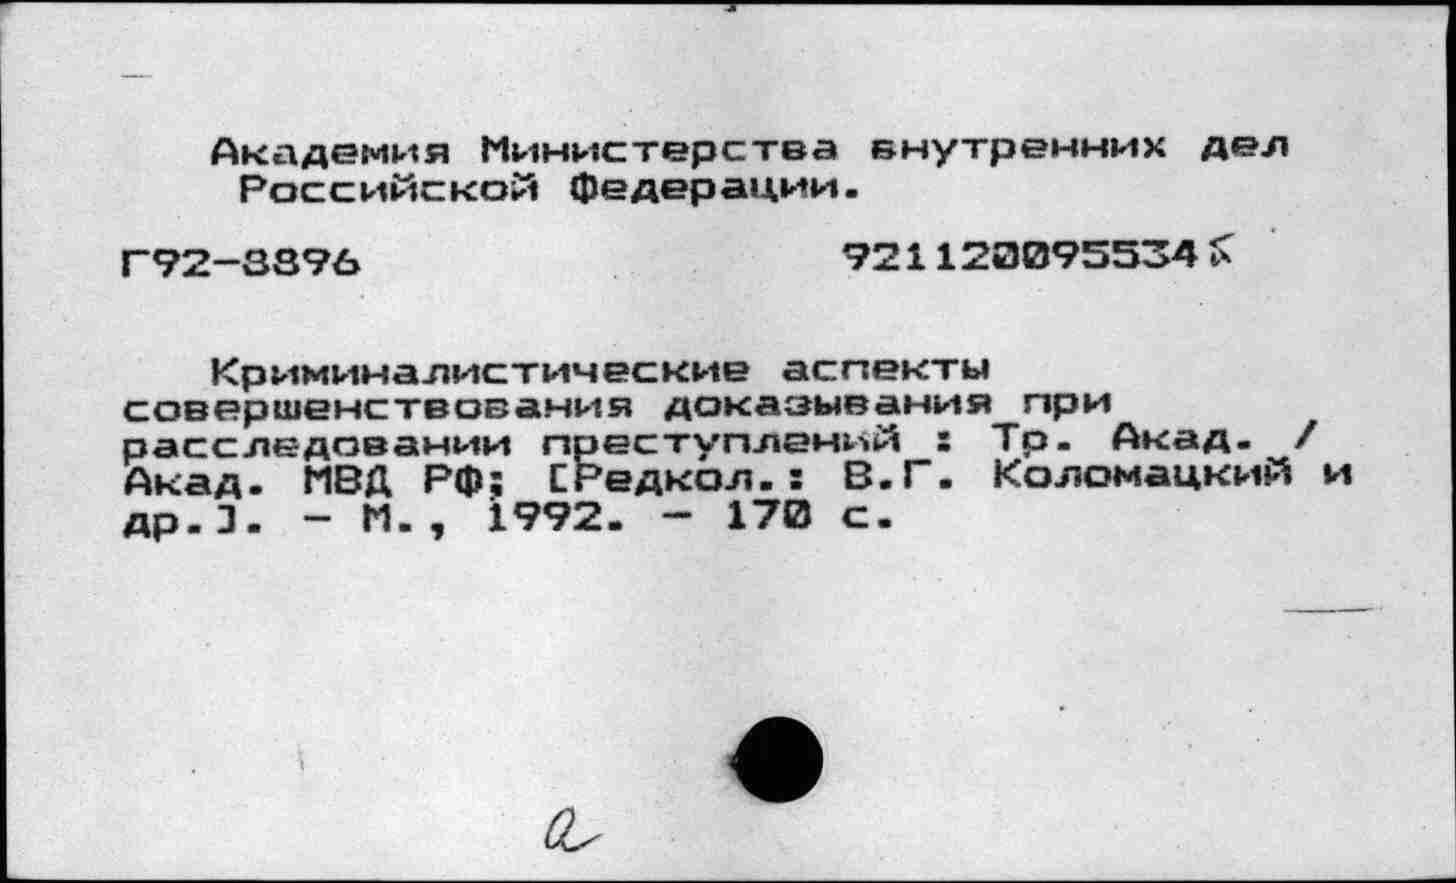 Академия Министерства внутренних дел
Российской Федерации.
Г92-8896 921120095534
Криминалистические аспекты
совершенствования доказывания при
расследовании преступлений : Тр. Акад. /
Акад. МВД РФ; [Редкол.: В.Г. Коломацкий и
др.]. - М., 1992. - 170 с.
а